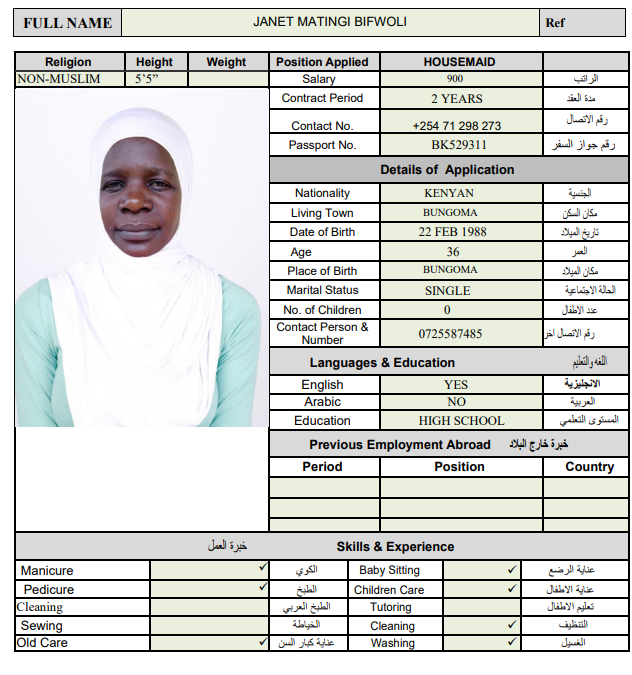 FULL NAME JANET MATINGI BIFWOLI Ref
Religion Height Weight Position Applied HOUSEMAID
NON-MUSLIM 5’5” Salary 900 الراتب
Contract Period 2 YEARS مدة العقد
Contact No. +254 71 298 273 رقم الاتصال
Passport No. BK529311 رقم جواز السفر
Details of Application
Nationality KENYAN الجنسية
Living Town BUNGOMA مكان السكن
Date of Birth 22 FEB 1988 تاريخ الميلاد
Age 36 العمر
Place of Birth BUNGOMA مكان الميلاد
Marital Status SINGLE الحالة الاجتماعية
No. of Children 0 عدد الاطفال
Contact Person &
Number 0725587485 رقم الاتصال اخر
Languages & Education اللغه والتعليم
English YES الانجليزية
Arabic NO العربية
Education HIGH SCHOOL المستوى التعلمي
Previous Employment Abroad خبرة خارج البلاد
Period Position Country
خبرة العمل Skills & Experience
Manicure ✓ الكوي Baby Sitting ✓ عناية الرضع
Pedicure ✓ الطبخ Children Care ✓ عناية الاطفال
Cleaning الطبخ العربي Tutoring تعليم الاطفال
Sewing الخياطة Cleaning ✓ التنظيف
Old Care ✓ عناية كبار السن Washing ✓ الغسيل